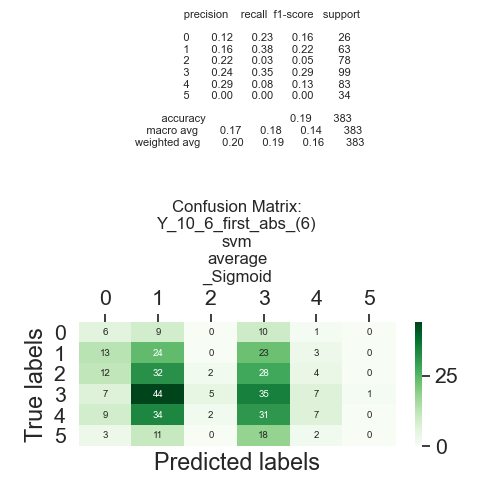 precision recall f1-score support
0 0.12 0.23 0.16 26
1 0.16 0.38 0.22 63
2 0.22 0.03 0.05 78
3 0.24 0.35 0.29 99
4 0.29 0.08 0.13 83
5 0.00 0.00 0.00 34
accuracy 0.19 383
macro avg 0.17 0.18 0.14 383
weighted avg 0.20 0.19 0.16 383
Confusion Matrix:
Y_10_6_first_abs_(6)
svm
average
_Sigmoid
0 1 2 3 4 5
0 6 9 0 10 1 0
1 13 24 0 23 3 0
2 12 32 2 28 4 0
3 7 44 5 35 7 1
4 9 34 2 31 7 0
5 3 11 0 18 2 0
True labels
Predicted labels
25
0